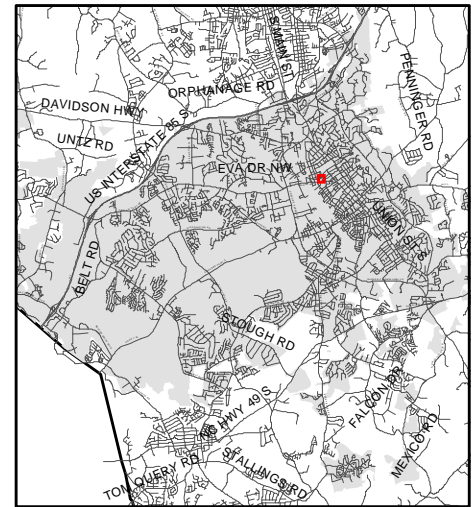 S MAIN ST
PENNINGER RD
ORPHANAGE RD
DAVIDSON HWY
UNTZ RD
US INTERSTATE 85 S
EVA DR NW
UNION ST S
BELT RD
STOUGH RD
NC HWY 49 S
FALCON DR
MEXICO RD
STALLINGS RD
TOM QUERY RD